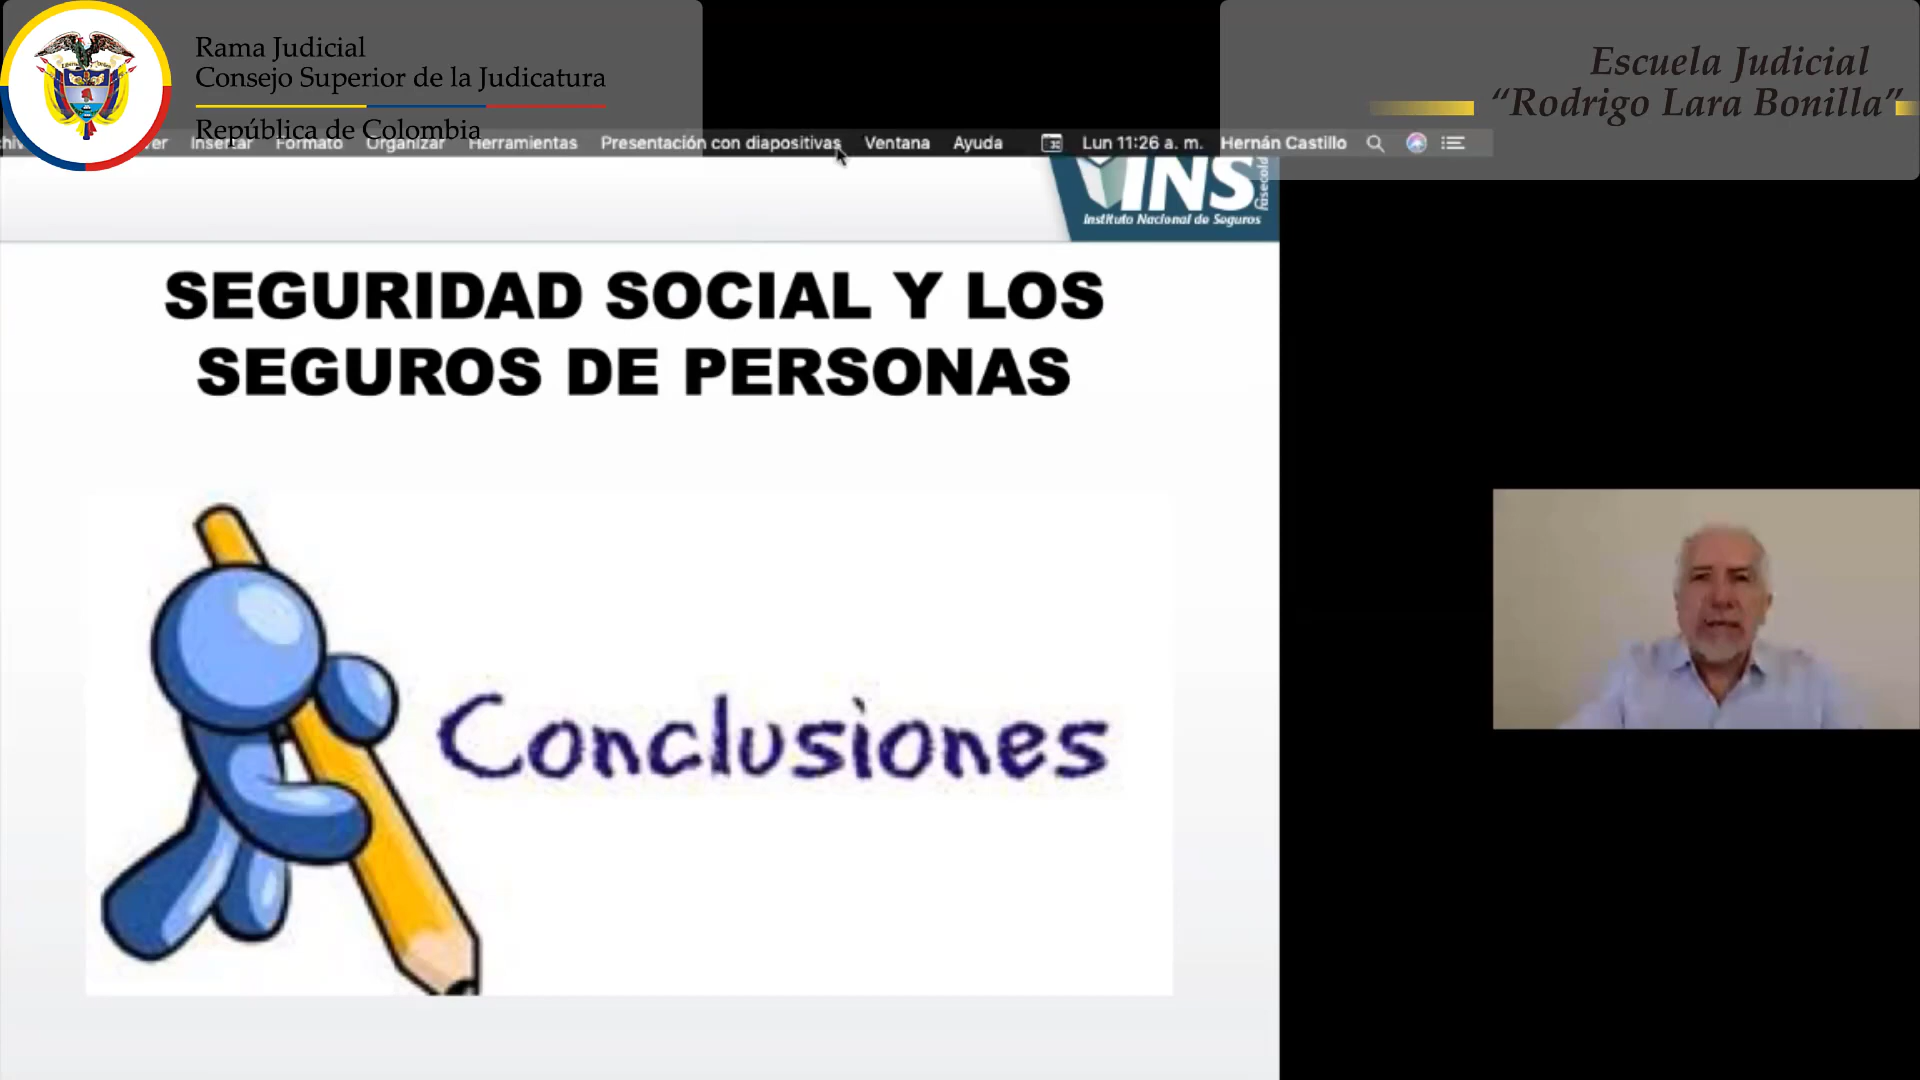 Rama Judicial
Consejo Superior de la Judicatura
República de Colombia
Escuela Judicial
“Rodrigo Lara Bonilla”
Insertar Formato Organizar Herramientas Presentación con diapositivas Ventana Ayuda Lun 11:26 a. m. Hernán Castillo
INS
fasecolda
Instituto Nacional de Seguros
SEGURIDAD SOCIAL Y LOS
SEGUROS DE PERSONAS
Conclusiones